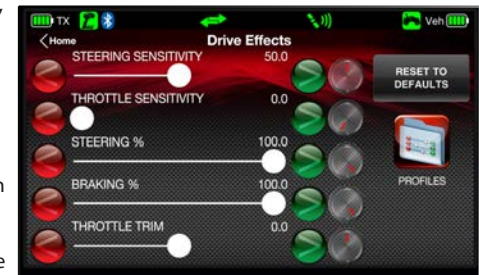 TX
Veh
Home
Drive Effects
STEERING SENSITIVITY 50.0
RESET TO
DEFAULTS
THROTTLE SENSITIVITY 0.0
STEERING % 100.0
PROFILES
BRAKING % 100.0
THROTTLE TRIM 0.0